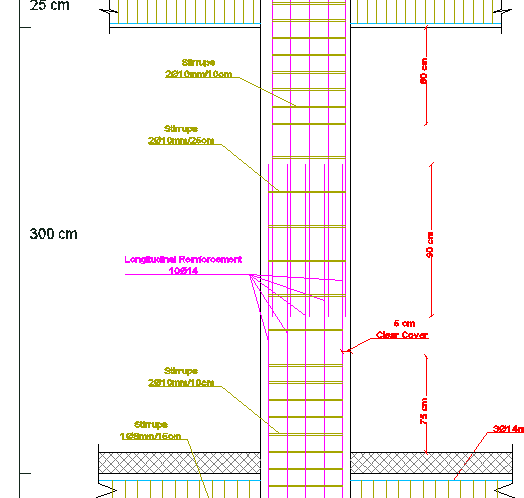 25 cm
Stirrups
2Ø10mm/10cm
60 cm
Stirrups
2Ø10mm/25cm
300 cm
90 cm
Longitudinal Reinforcement
10Ø14
5 cm
Clear Cover
Stirrups
2Ø10mm/10cm
75 cm
Stirrups
1Ø8mm/15cm
3Ø14m